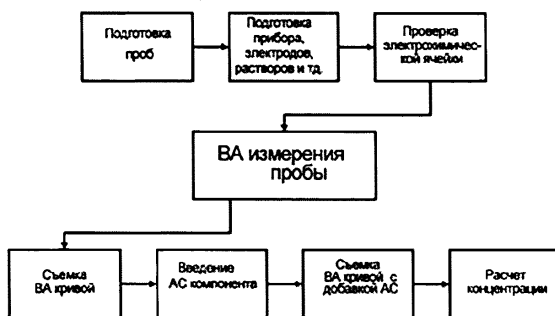 Подготовка
проб
Подготовка
прибора,
электродов,
растворов и тд.
Проверка
электрохимичес-
кой ячейки
ВА измерения
пробы
Съемка
ВА кривой
Введение
АС компонента
Съемка
ВА кривой с
добавкой АС
Расчет
концентрации